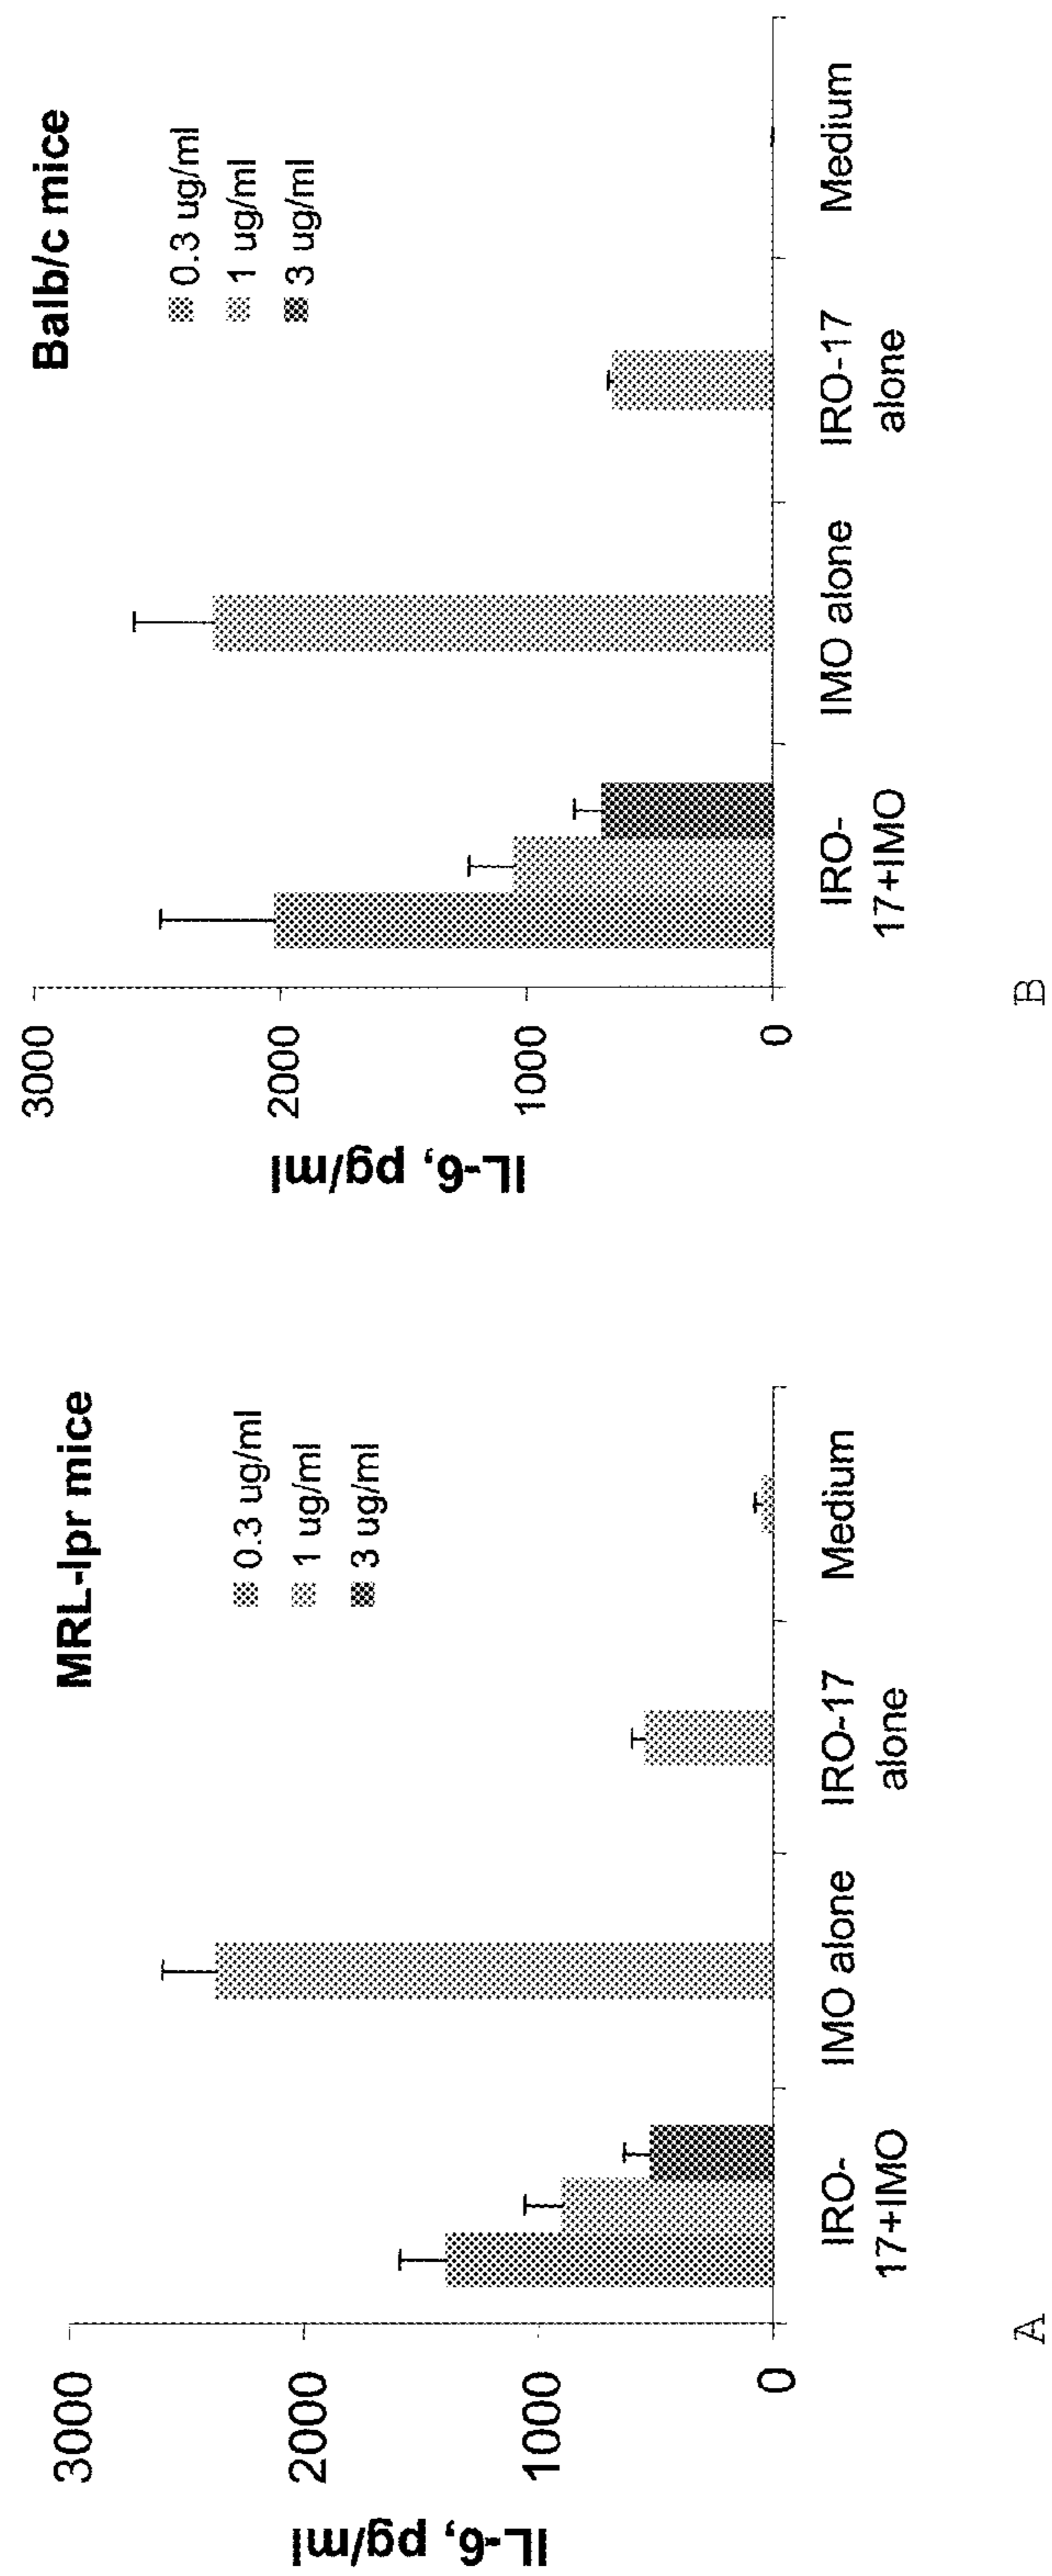 MRL-lpr mice
0.3 ug/ml
1 ug/ml
3 ug/ml
IL-6, pg/ml
3000
2000
1000
0
IRO-
17+IMO
IMO alone
IRO-17
alone
Medium
A
Balb/c mice
0.3 ug/ml
1 ug/ml
3 ug/ml
IL-6, pg/ml
3000
2000
1000
0
IRO-
17+IMO
IMO alone
IRO-17
alone
Medium
B